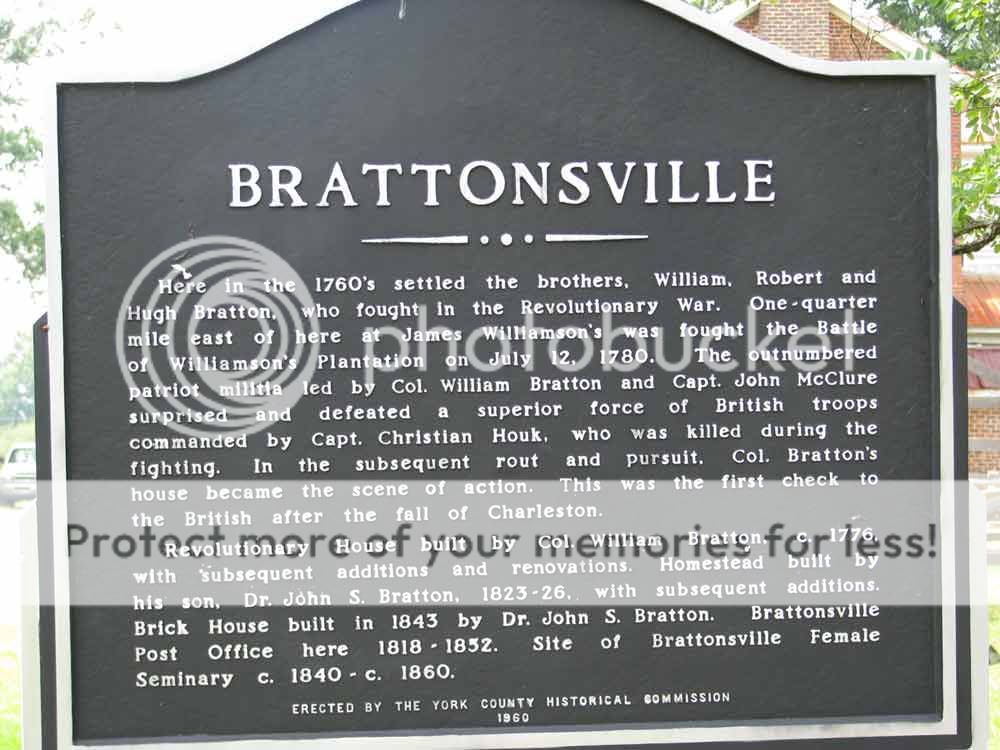 BRATTONSVILLE
Here in the 1760's settled the brothers, William, Robert and
Hugh Bratton, who fought in the Revolutionary War. One-quarter
mile east of here at James Williamson's was fought the Battle
of Williamson's Plantation on July 12, 1780. The outnumbered
patriot militia led by Col. William Bratton and Capt. John McClure
surprised and defeated a superior force of British troops
commanded by Capt. Christian Houk, who was killed during the
fighting. In the subsequent rout and pursuit, Col. Bratton's
house became the scene of action. This was the first check to
the British after the fall of Charleston.
Revolutionary House built by Col. William Bratton, c. 1776,
with subsequent additions and renovations. Homestead built by
his son, Dr. John S. Bratton, 1823-26, with subsequent additions.
Brick House built in 1843 by Dr. John S. Bratton. Brattonsville
Post Office here 1818-1852. Site of Brattonsville Female
Seminary c. 1840 - c. 1860.
ERECTED BY THE YORK COUNTY HISTORICAL COMMISSION
1960
photobucket
Protect more of your memories for less!